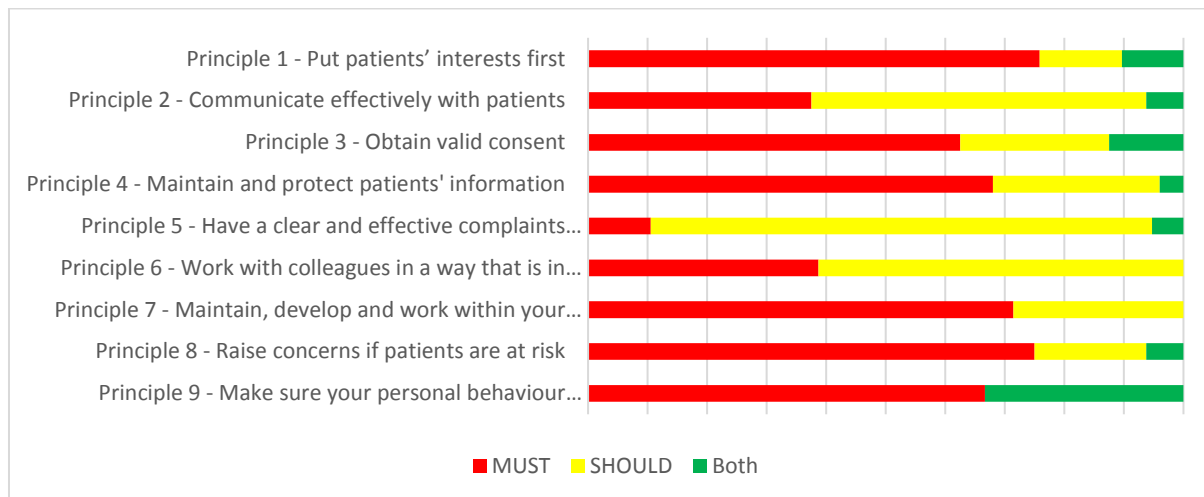 Principle 1 - Put patients’ interests first
Principle 2 - Communicate effectively with patients
Principle 3 - Obtain valid consent
Principle 4 - Maintain and protect patients' information
Principle 5 - Have a clear and effective complaints…
Principle 6 - Work with colleagues in a way that is in…
Principle 7 - Maintain, develop and work within your…
Principle 8 - Raise concerns if patients are at risk
Principle 9 - Make sure your personal behaviour…
MUST SHOULD Both